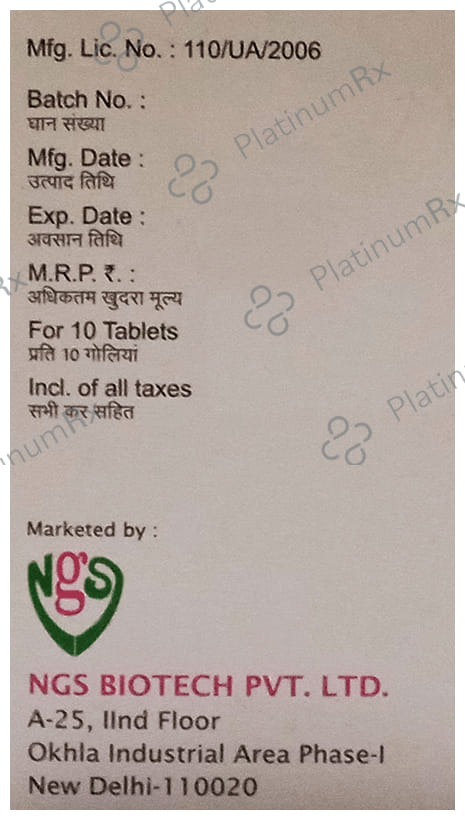 Mfg. Lic. No. : 110/UA/2006
Batch No. :
घान संख्या
Mfg. Date :
उत्पाद तिथि
Exp. Date :
अवसान तिथि
M.R.P. ₹. :
अधिकतम खुदरा मूल्य
For 10 Tablets
प्रति 10 गोलियां
Incl. of all taxes
सभी कर सहित
Marketed by :
NGS
NGS BIOTECH PVT. LTD.
A-25, IInd Floor
Okhla Industrial Area Phase-I
New Delhi-110020
PlatinumRx
PlatinumRx